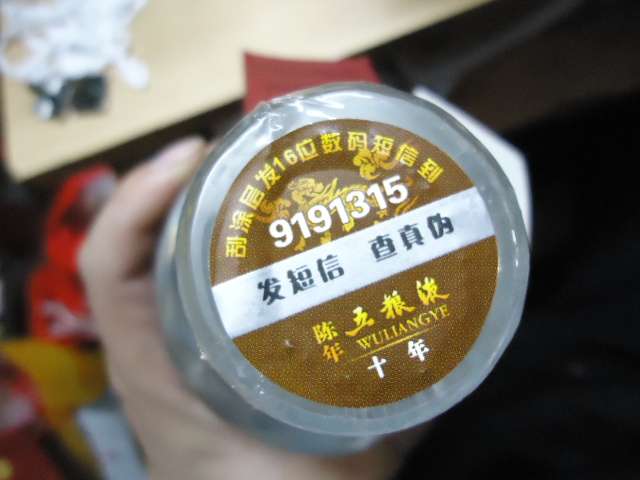 刮涂层发16位数码短信到
9191315
发短信 查真伪
陈年 五粮液
WULIANGYE
十年